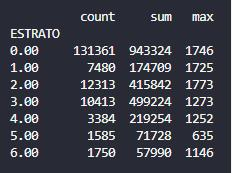 count sum max
ESTRATO
0.00 131361 943324 1746
1.00 7480 174709 1725
2.00 12313 415842 1773
3.00 10413 499224 1273
4.00 3384 219254 1252
5.00 1585 71728 635
6.00 1750 57990 1146